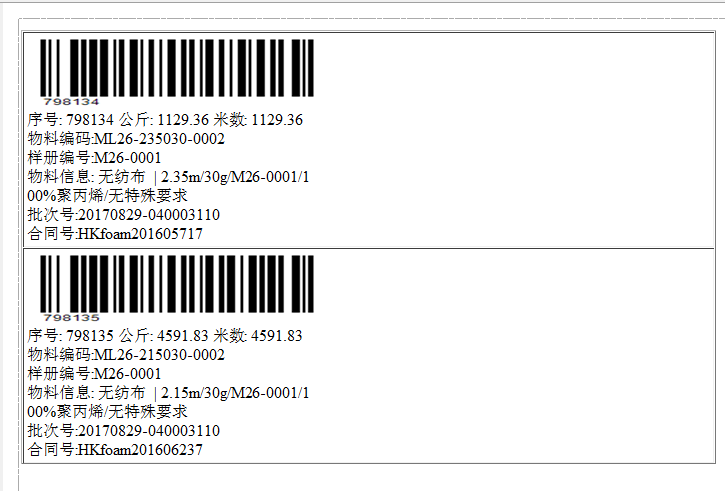 798134
序号: 798134 公斤: 1129.36 米数: 1129.36
物料编码:ML26-235030-0002
样册编号:M26-0001
物料信息: 无纺布 | 2.35m/30g/M26-0001/1
00%聚丙烯/无特殊要求
批次号:20170829-040003110
合同号:HKfoam201605717
798135
序号: 798135 公斤: 4591.83 米数: 4591.83
物料编码:ML26-215030-0002
样册编号:M26-0001
物料信息: 无纺布 | 2.15m/30g/M26-0001/1
00%聚丙烯/无特殊要求
批次号:20170829-040003110
合同号:HKfoam201606237